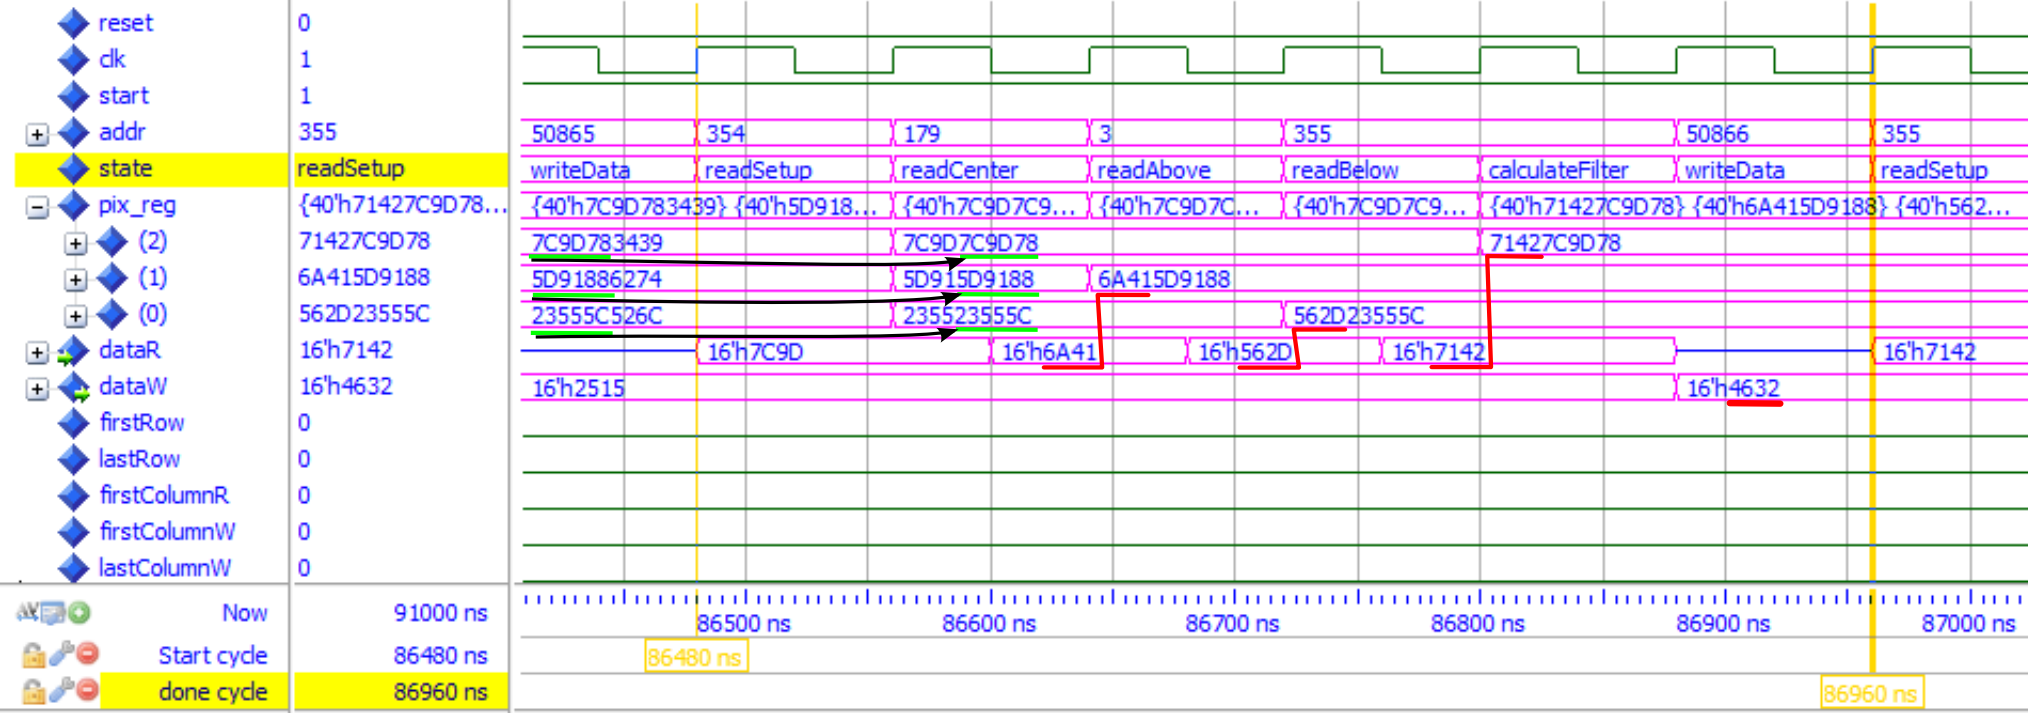 reset 0
clk 1
start 1
addr 355 50865 354 179 3 355 50866 355
state readSetup writeData readSetup readCenter readAbove readBelow calculateFilter writeData readSetup
pix_reg {40'h71427C9D78... {40'h7C9D783439} {40'h5D918... {40'h7C9D7C9... {40'h7C9D7C... {40'h7C9D7C9... {40'h71427C9D78} {40'h6A415D9188} {40'h562...
(2) 71427C9D78 7C9D783439 7C9D7C9D78 71427C9D78
(1) 6A415D9188 5D91886274 5D915D9188 6A415D9188
(0) 562D23555C 23555C526C 235523555C 562D23555C
dataR 16'h7142 16'h7C9D 16'h6A41 16'h562D 16'h7142 16'h7142
dataW 16'h4632 16'h2515 16'h4632
firstRow 0
lastRow 0
firstColumnR 0
firstColumnW 0
lastColumnW 0
Now 91000 ns 86500 ns 86600 ns 86700 ns 86800 ns 86900 ns 87000 ns
Start cycle 86480 ns 86480 ns
done cycle 86960 ns 86960 ns